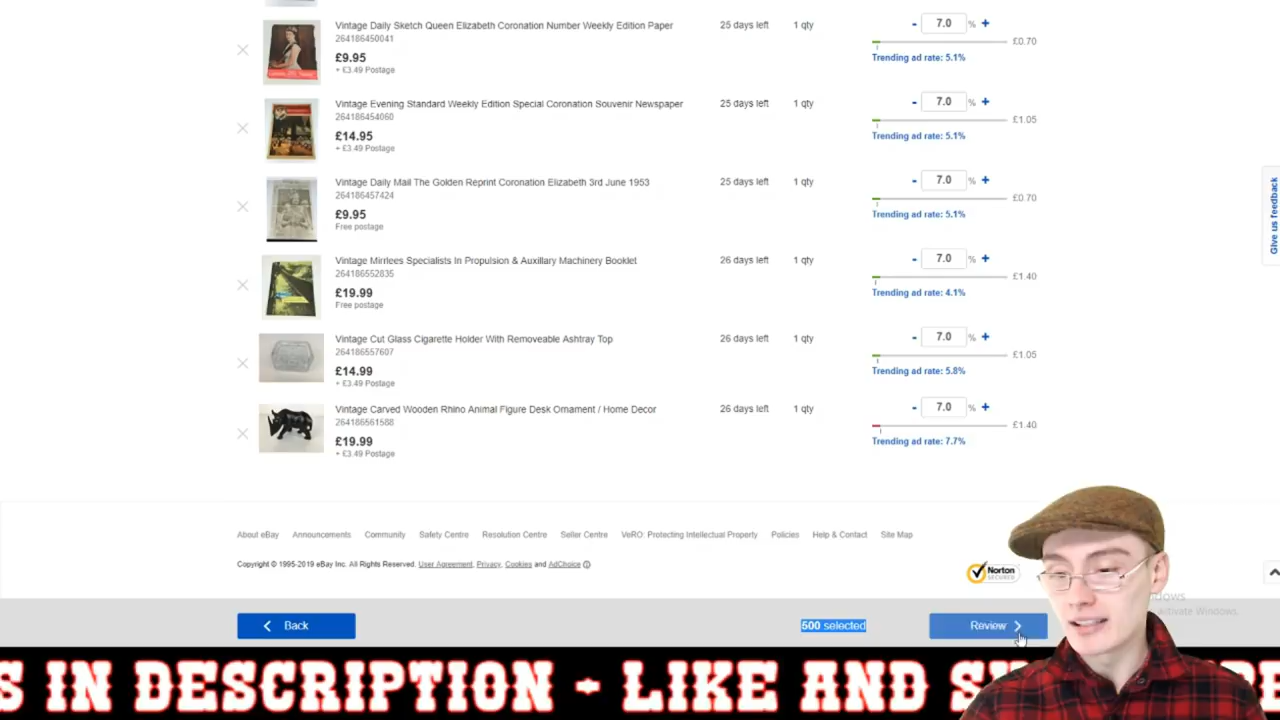 Vintage Daily Sketch Queen Elizabeth Coronation Number Weekly Edition Paper 25 days left 1 qty - 7.0 % +
264186450041
£0.70
£9.95
Trending ad rate: 5.1%
+ £3.49 Postage
Vintage Evening Standard Weekly Edition Special Coronation Souvenir Newspaper 25 days left 1 qty - 7.0 % +
264186454060
£1.05
£14.95
Trending ad rate: 5.1%
+ £3.49 Postage
Vintage Daily Mail The Golden Reprint Coronation Elizabeth 3rd June 1953 25 days left 1 qty - 7.0 % +
264186457424
£0.70
£9.95
Trending ad rate: 5.1%
Free postage
Give us feedback
Vintage Mirrlees Specialists In Propulsion & Auxillary Machinery Booklet 26 days left 1 qty - 7.0 % +
264186552835
£1.40
£19.99
Trending ad rate: 4.1%
Free postage
Vintage Cut Glass Cigarette Holder With Removeable Ashtray Top 26 days left 1 qty - 7.0 % +
264186557607
£1.05
£14.99
Trending ad rate: 5.8%
+ £3.49 Postage
Vintage Carved Wooden Rhino Animal Figure Desk Ornament / Home Decor 26 days left 1 qty - 7.0 % +
264186561588
£1.40
£19.99
Trending ad rate: 7.7%
+ £3.49 Postage
About eBay Announcements Community Safety Centre Resolution Centre Seller Centre VeRO: Protecting Intellectual Property Policies Help & Contact Site Map
Copyright © 1995-2019 eBay Inc. All Rights Reserved. User Agreement, Privacy, Cookies and AdChoice
Norton
SECURED
Activate Windows.
Back 500 selected Review
S IN DESCRIPTION - LIKE AND